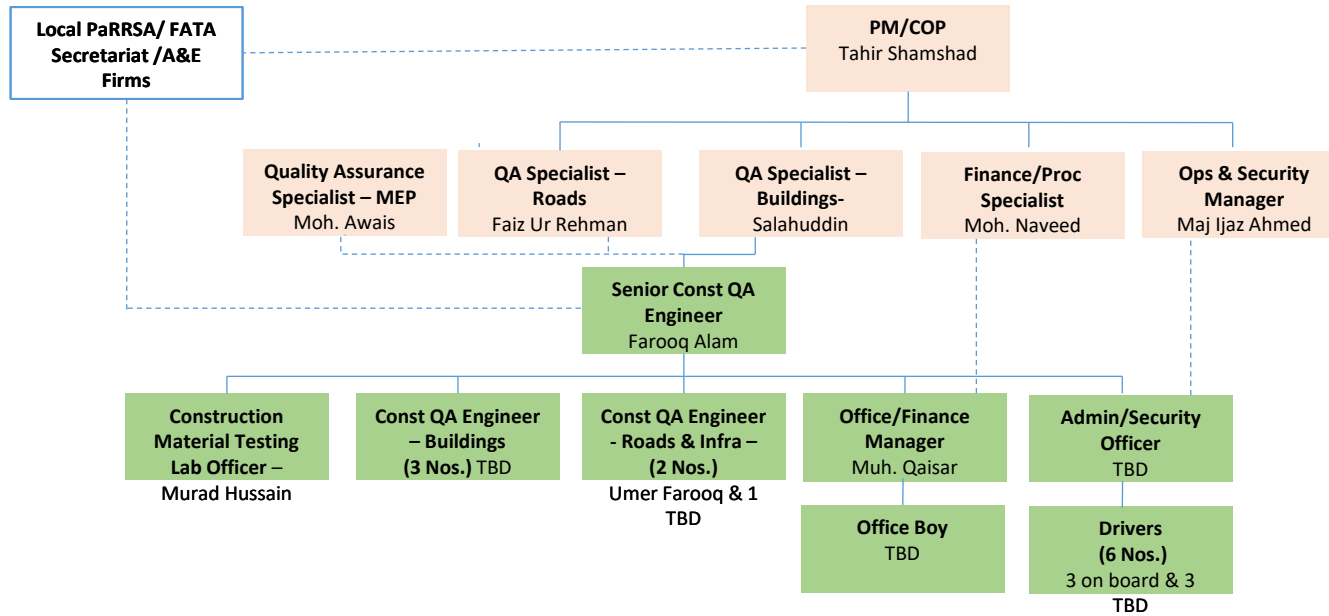 Local PaRRSA/ FATA
Secretariat /A&E
Firms
PM/COP
Tahir Shamshad
Quality Assurance
Specialist – MEP
Moh. Awais
QA Specialist –
Roads
Faiz Ur Rehman
QA Specialist –
Buildings-
Salahuddin
Finance/Proc
Specialist
Moh. Naveed
Ops & Security
Manager
Maj Ijaz Ahmed
Senior Const QA
Engineer
Farooq Alam
Construction
Material Testing
Lab Officer –
Murad Hussain
Const QA Engineer
– Buildings
(3 Nos.) TBD
Const QA Engineer
- Roads & Infra –
(2 Nos.)
Umer Farooq & 1
TBD
Office/Finance
Manager
Muh. Qaisar
Admin/Security
Officer
TBD
Office Boy
TBD
Drivers
(6 Nos.)
3 on board & 3
TBD